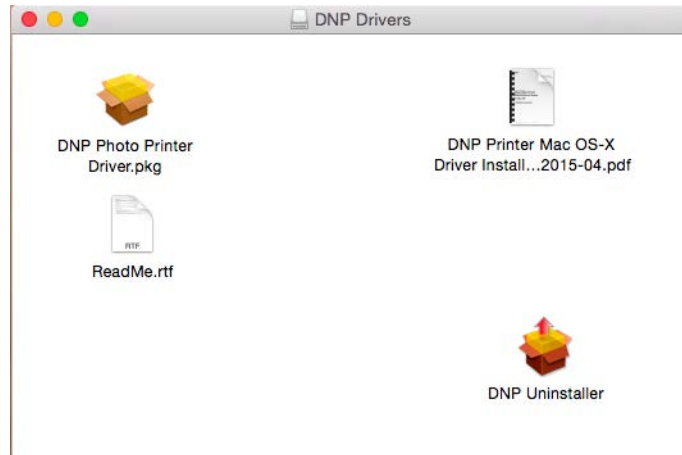 DNP Drivers
DNP Photo Printer
Driver.pkg
DNP Printer Mac OS-X
Driver Install...2015-04.pdf
RTF
ReadMe.rtf
DNP Uninstaller